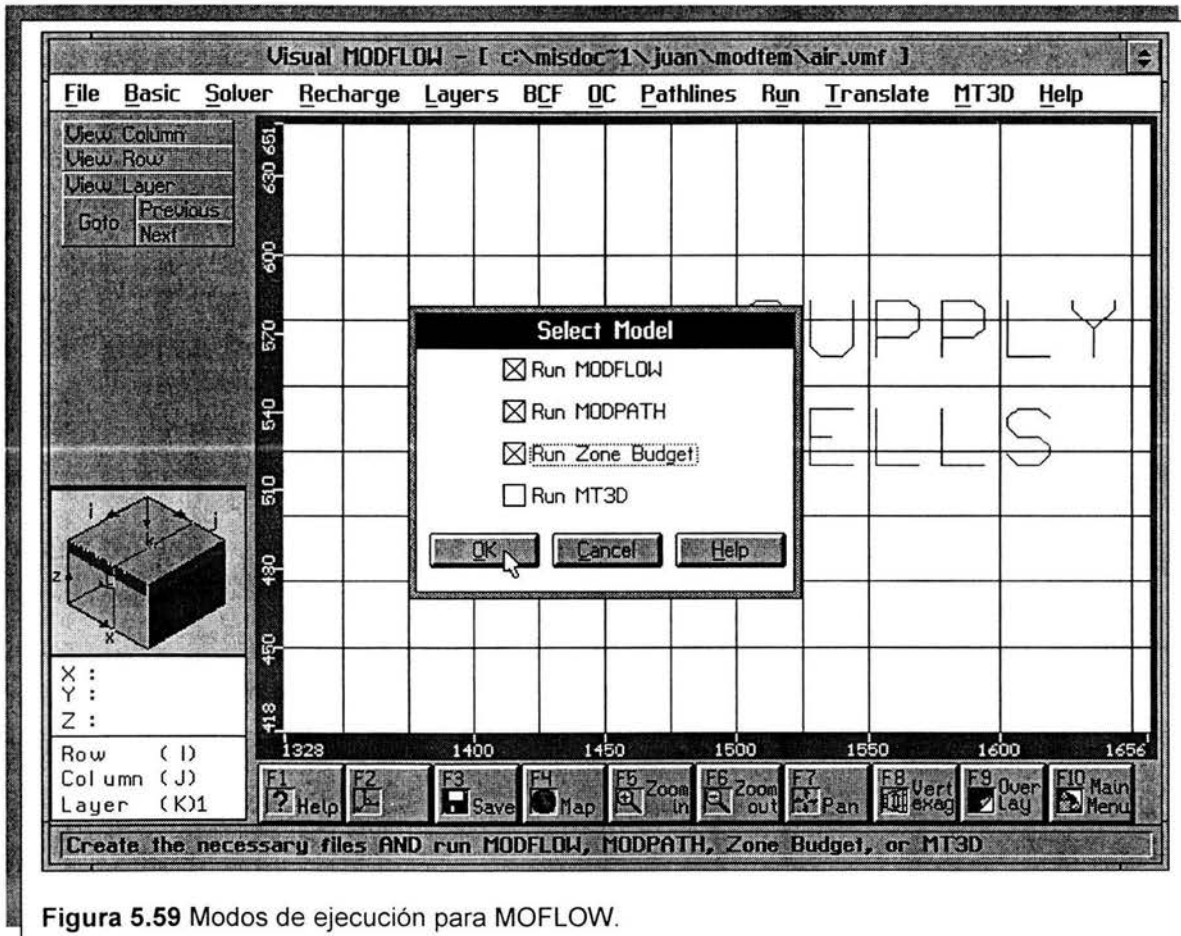 Visual MODFLOW - [ c:\misdoc~1\juan\modtem\air.vmf ]
File Basic Solver Recharge Layers BCF OC Pathlines Run Translate MT3D Help
View Column
View Row
View Layer
Goto
Previous
Next
651
630
600
570
540
510
480
450
418
UPPLY
ELLS
Select Model
Run MODFLOW
Run MODPATH
Run Zone Budget
Run MT3D
OK Cancel Help
i j
k
z
x
X :
Y :
Z :
Row (I)
Column (J)
Layer (K)1
1328 1400 1450 1500 1550 1600 1656
F1 Help
F2
F3 Save
F4 Map
F5 Zoom in
F6 Zoom out
F7 Pan
F8 Vert exag
F9 Over Lay
F10 Main Menu
Create the necessary files AND run MODFLOW, MODPATH, Zone Budget, or MT3D
Figura 5.59 Modos de ejecución para MOFLOW.